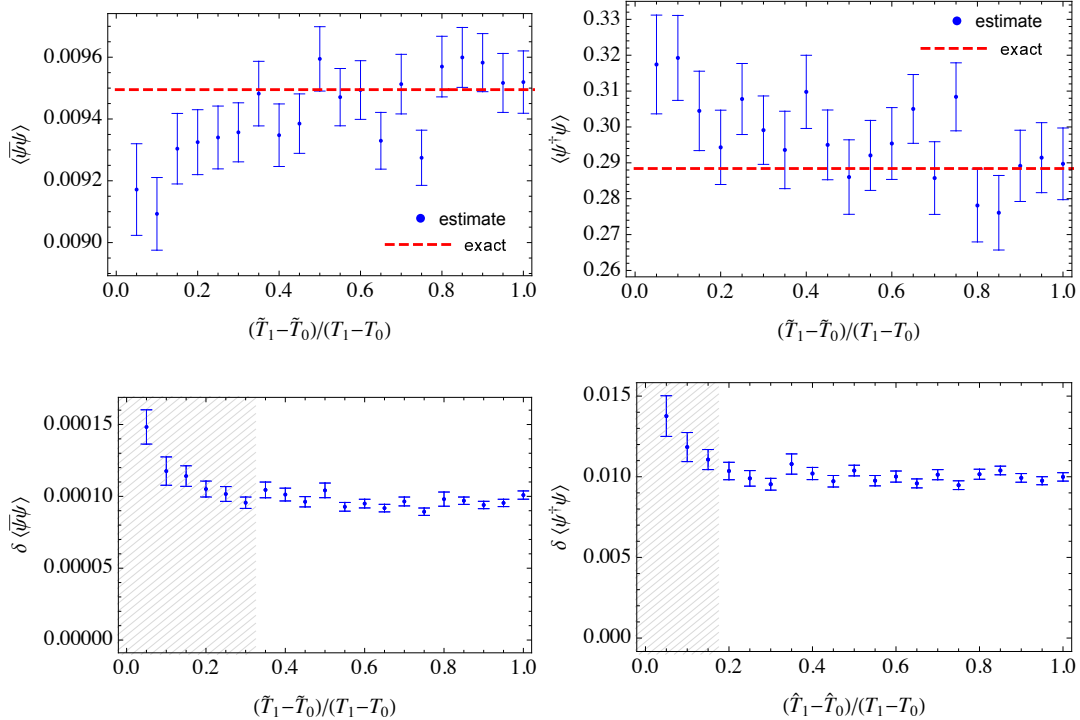 ⟨ψ̅ψ⟩
0.0096
0.0094
0.0092
0.0090
estimate
exact
0.0 0.2 0.4 0.6 0.8 1.0
(T̃₁−T̃₀)/(T₁−T₀)
⟨ψ†ψ⟩
0.33
0.32
0.31
0.30
0.29
0.28
0.27
0.26
estimate
exact
0.0 0.2 0.4 0.6 0.8 1.0
(T̃₁−T̃₀)/(T₁−T₀)
δ ⟨ψ̅ψ⟩
0.00015
0.00010
0.00005
0.00000
0.0 0.2 0.4 0.6 0.8 1.0
(T̃₁−T̃₀)/(T₁−T₀)
δ ⟨ψ†ψ⟩
0.015
0.010
0.005
0.000
0.0 0.2 0.4 0.6 0.8 1.0
(T̂₁−T̂₀)/(T₁−T₀)